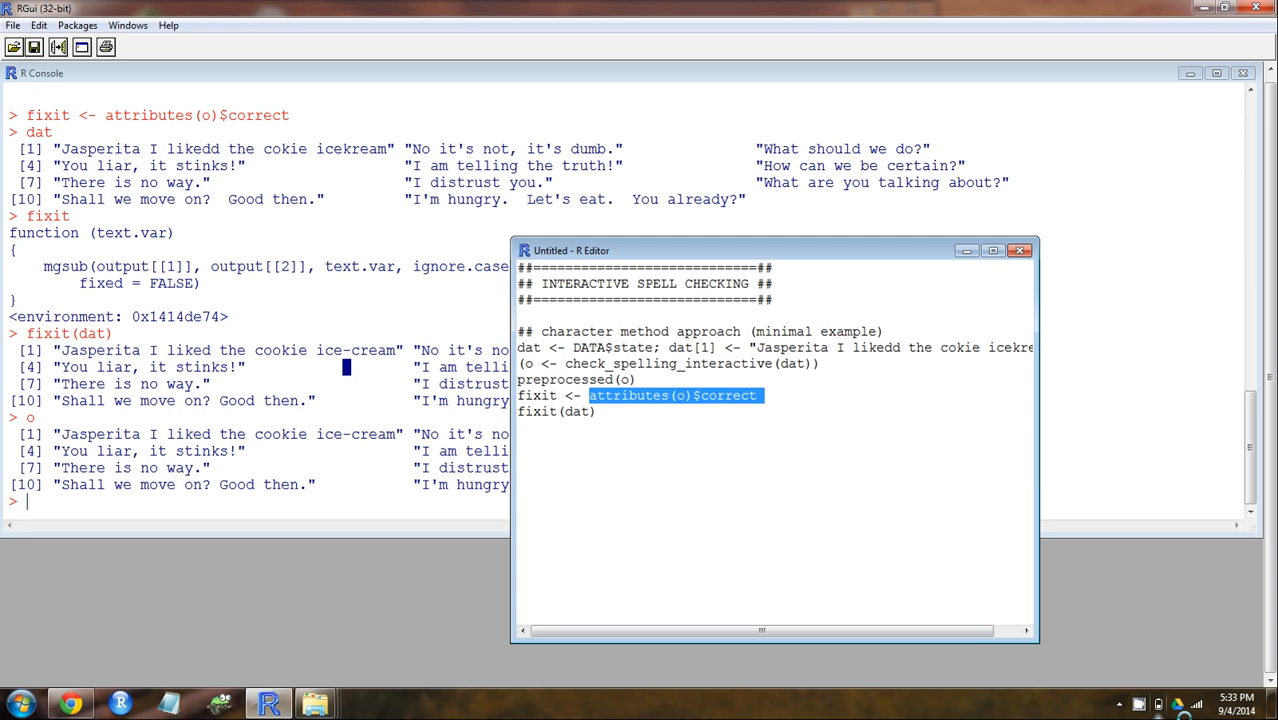 RGui (32-bit)
File Edit Packages Windows Help
R Console
> fixit <- attributes(o)$correct
> dat
[1] "Jasperita I likedd the cokie icekream" "No it's not, it's dumb." "What should we do?"
[4] "You liar, it stinks!" "I am telling the truth!" "How can we be certain?"
[7] "There is no way." "I distrust you." "What are you talking about?"
[10] "Shall we move on?  Good then." "I'm hungry.  Let's eat.  You already?"
> fixit
function (text.var)
{
mgsub(output[[1]], output[[2]], text.var, ignore.case
fixed = FALSE)
}
<environment: 0x1414de74>
> fixit(dat)
[1] "Jasperita I liked the cookie ice-cream" "No it's no
[4] "You liar, it stinks!" "I am tell
[7] "There is no way." "I distrus
[10] "Shall we move on? Good then." "I'm hungr
> o
[1] "Jasperita I liked the cookie ice-cream" "No it's no
[4] "You liar, it stinks!" "I am telli
[7] "There is no way." "I distrust
[10] "Shall we move on? Good then." "I'm hungry
>
Untitled - R Editor
##============================##
## INTERACTIVE SPELL CHECKING ##
##============================##
## character method approach (minimal example)
dat <- DATA$state; dat[1] <- "Jasperita I likedd the cokie icekre
(o <- check_spelling_interactive(dat))
preprocessed(o)
fixit <- attributes(o)$correct
fixit(dat)
5:33 PM
9/4/2014